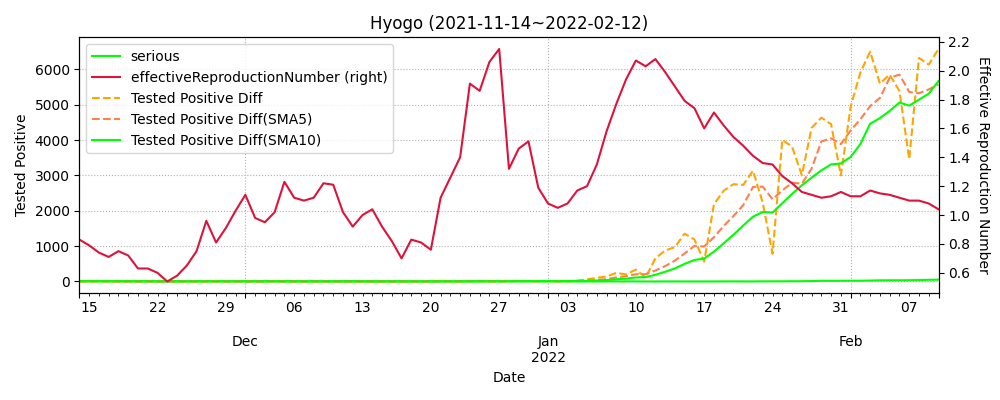 Hyogo (2021-11-14~2022-02-12)
serious
effectiveReproductionNumber (right)
Tested Positive Diff
Tested Positive Diff(SMA5)
Tested Positive Diff(SMA10)
Tested Positive
6000
5000
4000
3000
2000
1000
0
2.2
2.0
1.8
1.6
1.4
1.2
1.0
0.8
0.6
Effective Reproduction Number
15 22 29 06 13 20 27 03 10 17 24 31 07
Dec Jan Feb
2022
Date